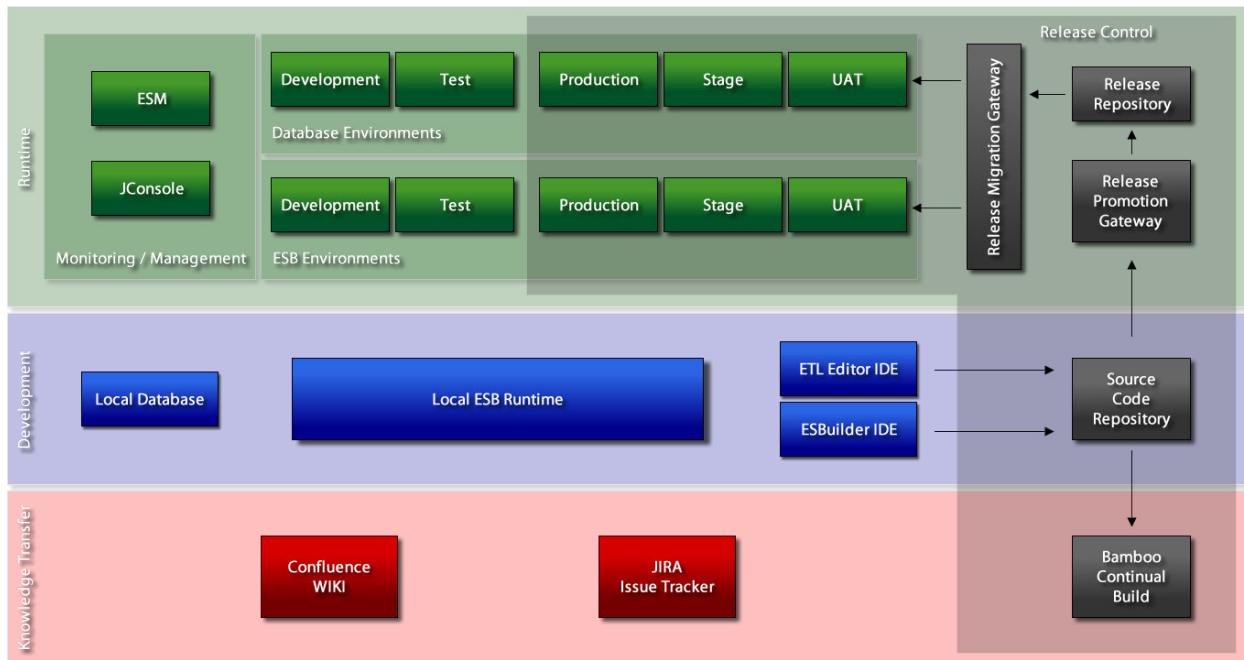 Release Control
Runtime
ESM
JConsole
Monitoring / Management
Development
Test
Production
Stage
UAT
Database Environments
Development
Test
Production
Stage
UAT
ESB Environments
Release Migration Gateway
Release
Repository
Release
Promotion
Gateway
Development
Local Database
Local ESB Runtime
ETL Editor IDE
ESBuilder IDE
Source
Code
Repository
Knowledge Transfer
Confluence
WIKI
JIRA
Issue Tracker
Bamboo
Continual
Build